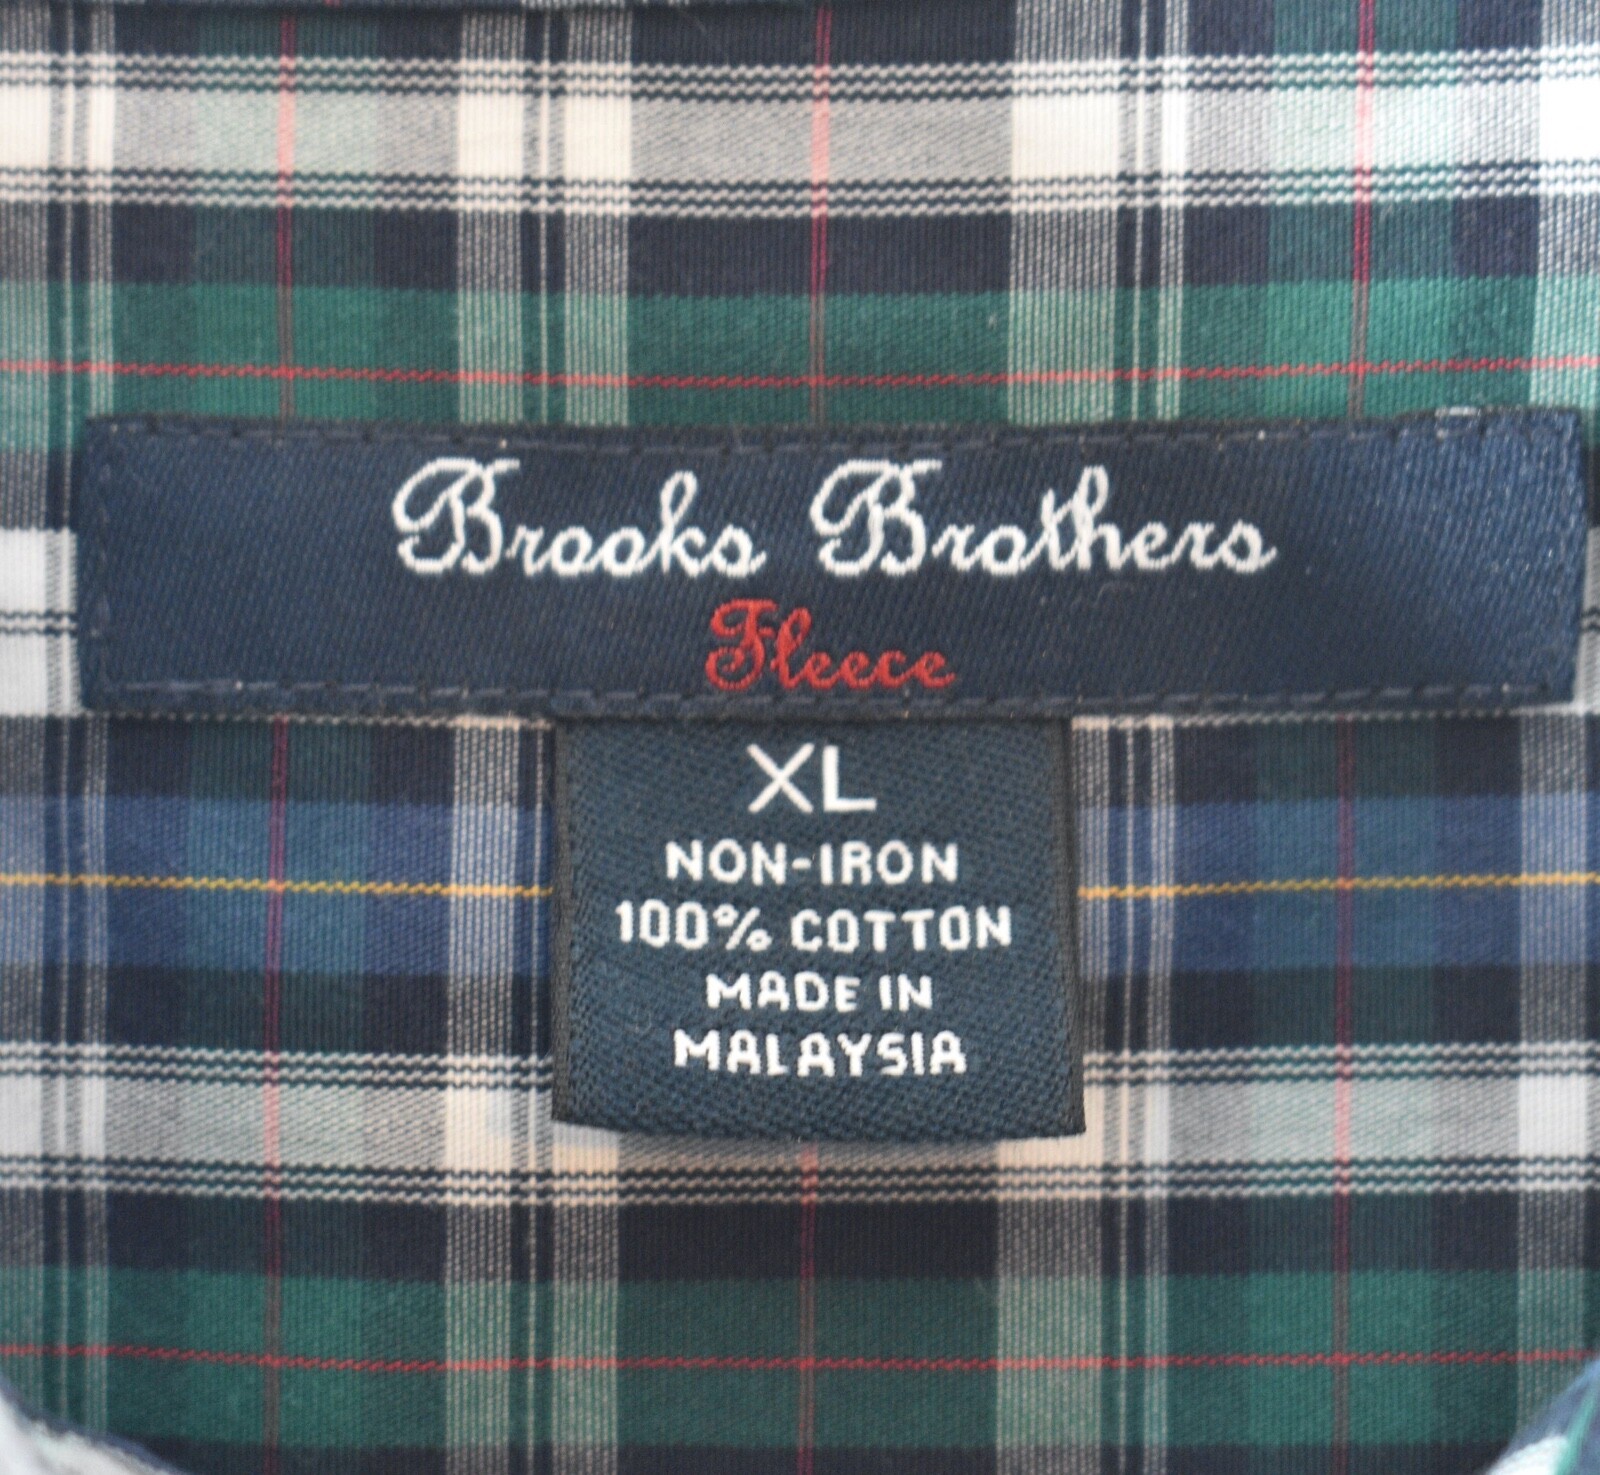 Brooks Brothers
Fleece
XL
NON-IRON
100% COTTON
MADE IN
MALAYSIA